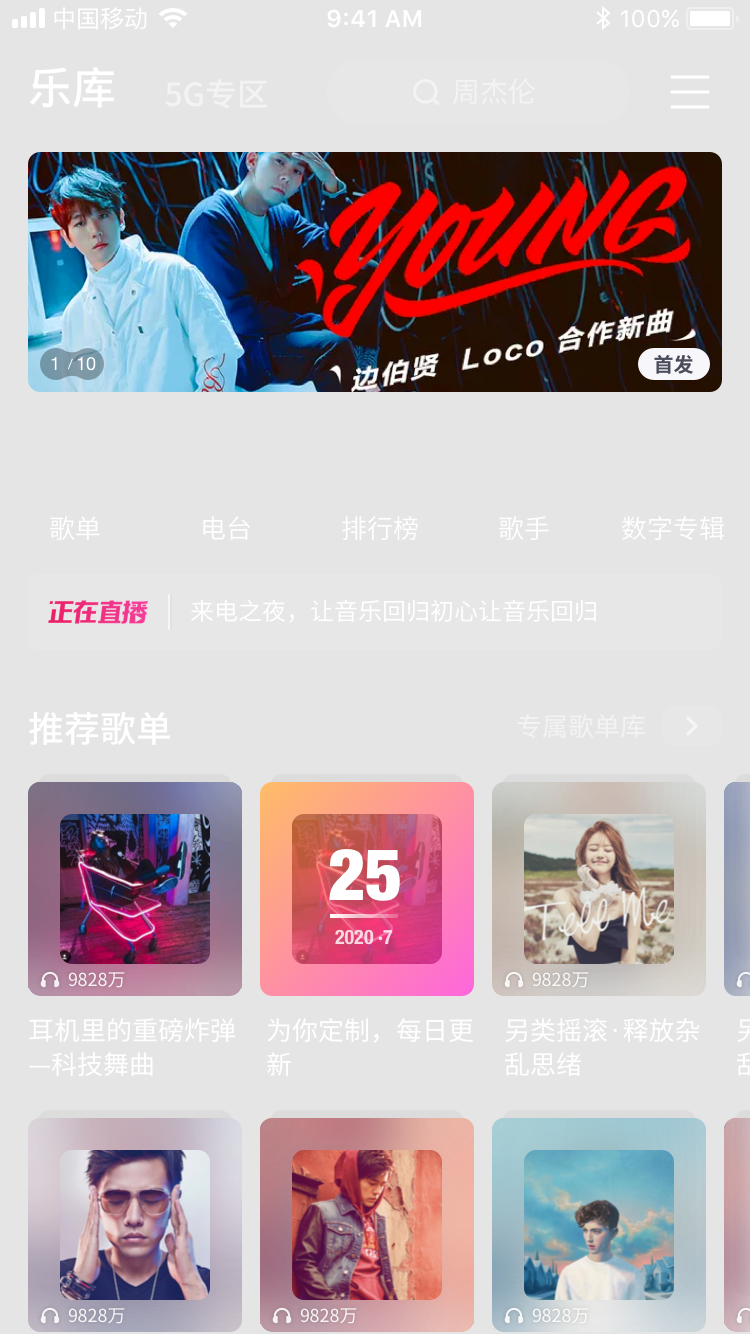 中国移动
9:41 AM
100%
乐库
5G专区
周杰伦
YOUNG
边伯贤 Loco 合作新曲
1 /10
首发
歌单
电台
排行榜
歌手
数字专辑
正在直播
来电之夜，让音乐回归初心让音乐回归
推荐歌单
专属歌单库
25
2020·7
Tell Me
9828万
9828万
耳机里的重磅炸弹
—科技舞曲
为你定制，每日更
新
另类摇滚·释放杂
乱思绪
9828万
9828万
9828万